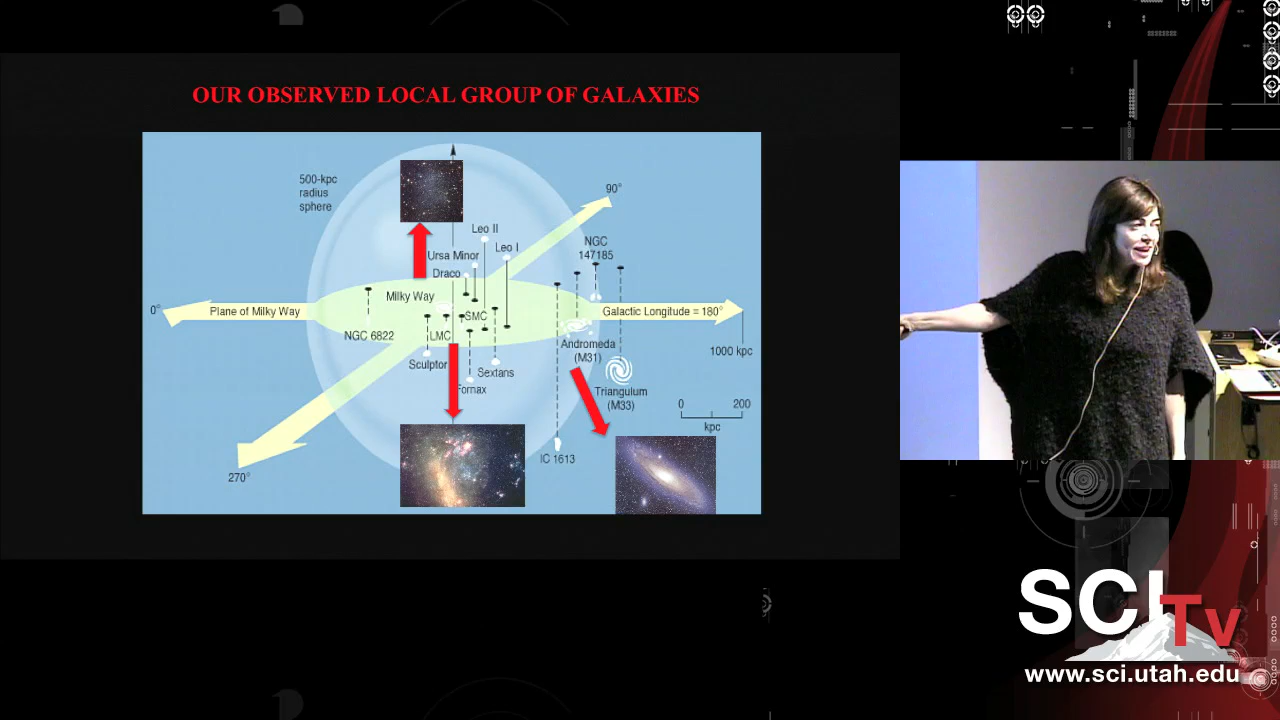 OUR OBSERVED LOCAL GROUP OF GALAXIES
500-kpc
radius
sphere
90°
Leo II
Leo I
NGC
147185
Ursa Minor
Draco
Milky Way
0°
Plane of Milky Way
SMC
Galactic Longitude = 180°
NGC 6822
LMC
Andromeda
(M31)
1000 kpc
Sculptor
Sextans
Fornax
Triangulum
(M33)
0
200
kpc
IC 1613
270°
SCI
Tv
www.sci.utah.edu